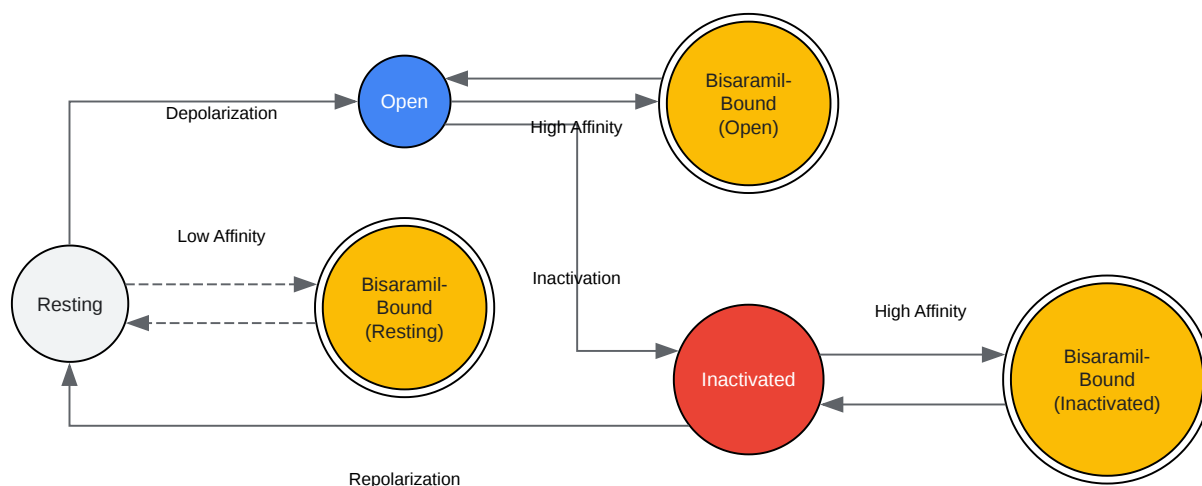 Bisaramil-
Bound
(Open)
Open
Depolarization
High Affinity
Low Affinity
Inactivation
Resting
Bisaramil-
Bound
(Resting)
High Affinity
Inactivated
Bisaramil-
Bound
(Inactivated)
Repolarization